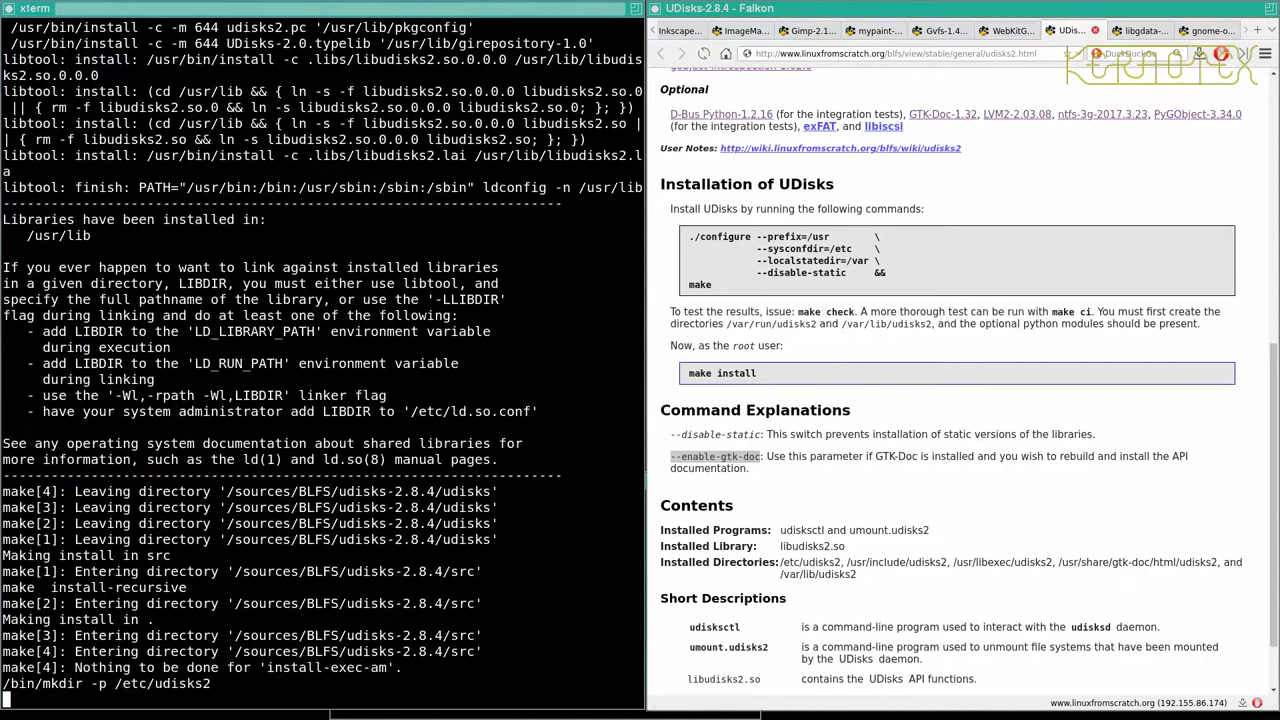 xterm
/usr/bin/install -c -m 644 udisks2.pc '/usr/lib/pkgconfig'
/usr/bin/install -c -m 644 UDisks-2.0.typelib '/usr/lib/girepository-1.0'
libtool: install: /usr/bin/install -c .libs/libudisks2.so.0.0.0 /usr/lib/libudis
ks2.so.0.0.0
libtool: install: (cd /usr/lib && { ln -s -f libudisks2.so.0.0.0 libudisks2.so.0
|| { rm -f libudisks2.so.0 && ln -s libudisks2.so.0.0.0 libudisks2.so.0; }; })
libtool: install: (cd /usr/lib && { ln -s -f libudisks2.so.0.0.0 libudisks2.so |
| { rm -f libudisks2.so && ln -s libudisks2.so.0.0.0 libudisks2.so; }; })
libtool: install: /usr/bin/install -c .libs/libudisks2.lai /usr/lib/libudisks2.l
a
libtool: finish: PATH="/usr/bin:/bin:/usr/sbin:/sbin:/sbin" ldconfig -n /usr/lib
----------------------------------------------------------------------
Libraries have been installed in:
/usr/lib
If you ever happen to want to link against installed libraries
in a given directory, LIBDIR, you must either use libtool, and
specify the full pathname of the library, or use the '-LLIBDIR'
flag during linking and do at least one of the following:
- add LIBDIR to the 'LD_LIBRARY_PATH' environment variable
during execution
- add LIBDIR to the 'LD_RUN_PATH' environment variable
during linking
- use the '-Wl,-rpath -Wl,LIBDIR' linker flag
- have your system administrator add LIBDIR to '/etc/ld.so.conf'
See any operating system documentation about shared libraries for
more information, such as the ld(1) and ld.so(8) manual pages.
----------------------------------------------------------------------
make[4]: Leaving directory '/sources/BLFS/udisks-2.8.4/udisks'
make[3]: Leaving directory '/sources/BLFS/udisks-2.8.4/udisks'
make[2]: Leaving directory '/sources/BLFS/udisks-2.8.4/udisks'
make[1]: Leaving directory '/sources/BLFS/udisks-2.8.4/udisks'
Making install in src
make[1]: Entering directory '/sources/BLFS/udisks-2.8.4/src'
make  install-recursive
make[2]: Entering directory '/sources/BLFS/udisks-2.8.4/src'
Making install in .
make[3]: Entering directory '/sources/BLFS/udisks-2.8.4/src'
make[4]: Entering directory '/sources/BLFS/udisks-2.8.4/src'
make[4]: Nothing to be done for 'install-exec-am'.
/bin/mkdir -p /etc/udisks2
UDisks-2.8.4 - Falkon
Inkscape... ImageMa... Gimp-2.1... mypaint-... Gvfs-1.4... WebKitG... UDis... libgdata-... gnome-o...
http://www.linuxfromscratch.org/blfs/view/stable/general/udisks2.html
KERNOTEX
Optional
D-Bus Python-1.2.16 (for the integration tests), GTK-Doc-1.32, LVM2-2.03.08, ntfs-3g-2017.3.23, PyGObject-3.34.0
(for the integration tests), exFAT, and libiscsi
User Notes: http://wiki.linuxfromscratch.org/blfs/wiki/udisks2
Installation of UDisks
Install UDisks by running the following commands:
./configure --prefix=/usr \
--sysconfdir=/etc \
--localstatedir=/var \
--disable-static &&
make
To test the results, issue: make check. A more thorough test can be run with make ci. You must first create the
directories /var/run/udisks2 and /var/lib/udisks2, and the optional python modules should be present.
Now, as the root user:
make install
Command Explanations
--disable-static: This switch prevents installation of static versions of the libraries.
--enable-gtk-doc: Use this parameter if GTK-Doc is installed and you wish to rebuild and install the API
documentation.
Contents
Installed Programs: udisksctl and umount.udisks2
Installed Library: libudisks2.so
Installed Directories: /etc/udisks2, /usr/include/udisks2, /usr/libexec/udisks2, /usr/share/gtk-doc/html/udisks2, and
/var/lib/udisks2
Short Descriptions
udisksctl is a command-line program used to interact with the udisksd daemon.
umount.udisks2 is a command-line program used to unmount file systems that have been mounted
by the UDisks daemon.
libudisks2.so contains the UDisks API functions.
www.linuxfromscratch.org (192.155.86.174)